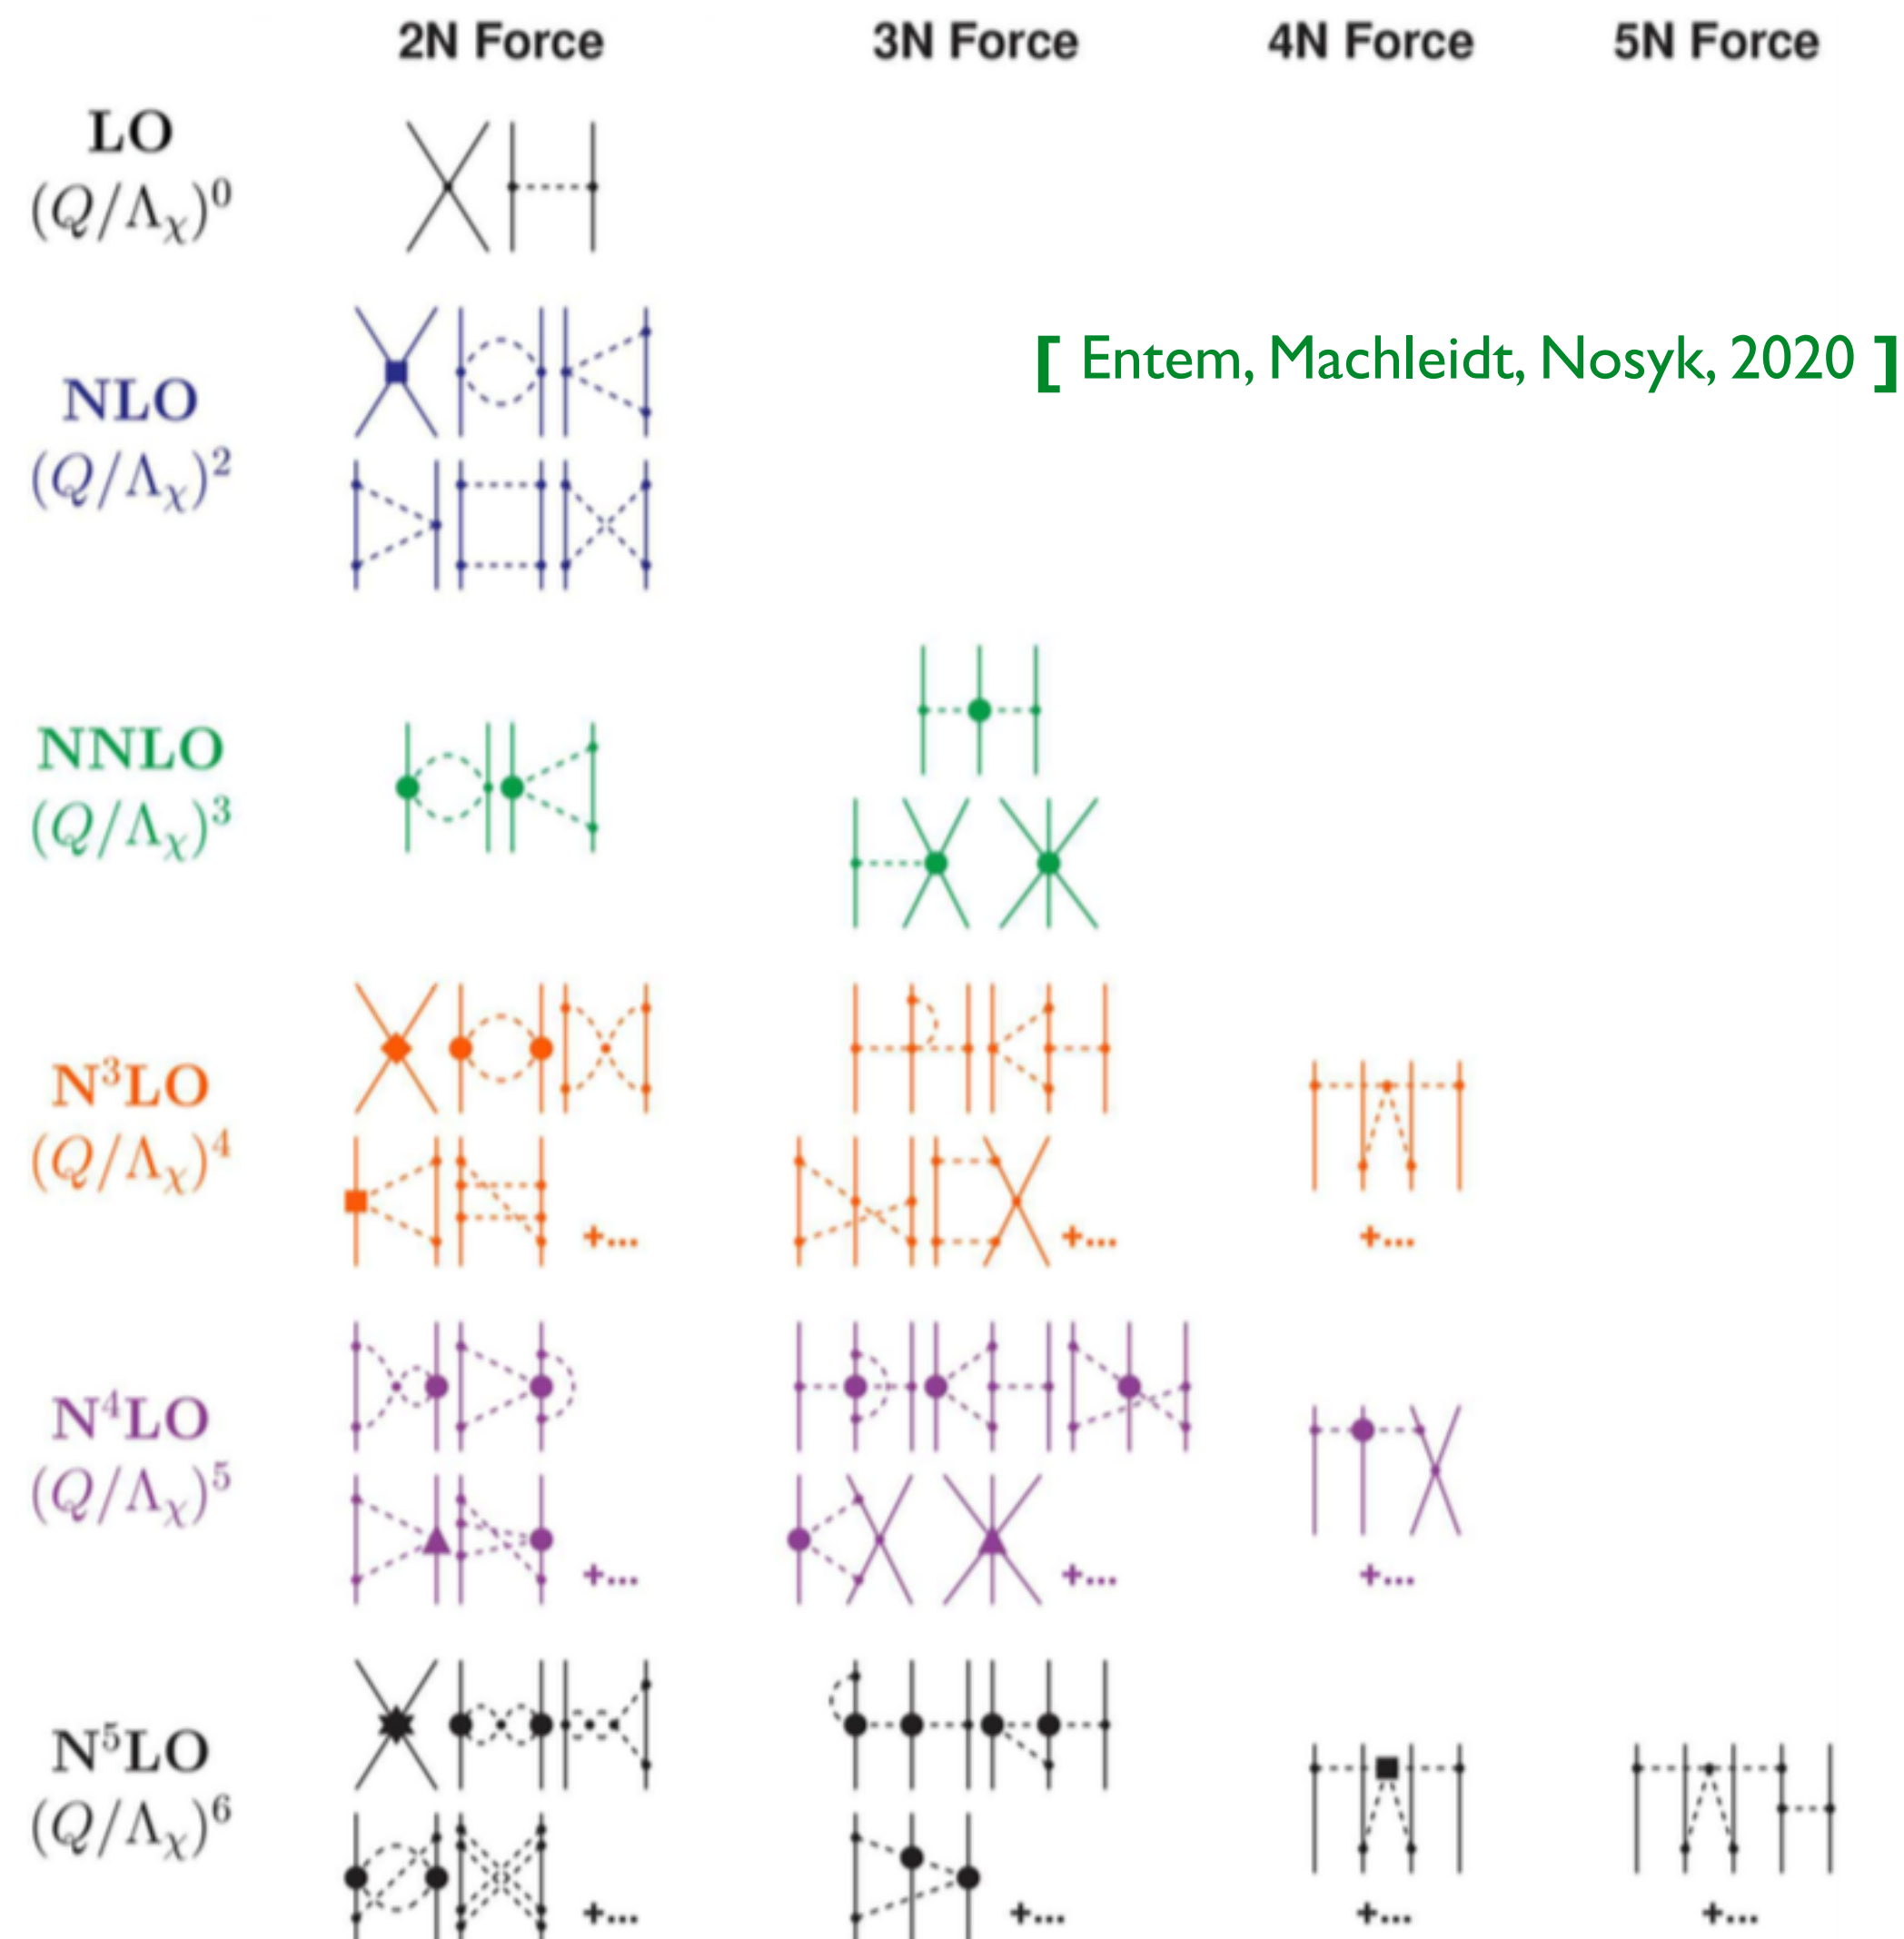 2N Force 3N Force 4N Force 5N Force
LO
(Q/Λχ)⁰
[ Entem, Machleidt, Nosyk, 2020 ]
NLO
(Q/Λχ)²
NNLO
(Q/Λχ)³
N³LO
(Q/Λχ)⁴
+... +... +...
N⁴LO
(Q/Λχ)⁵
+... +... +...
N⁵LO
(Q/Λχ)⁶
+... +... +... +...